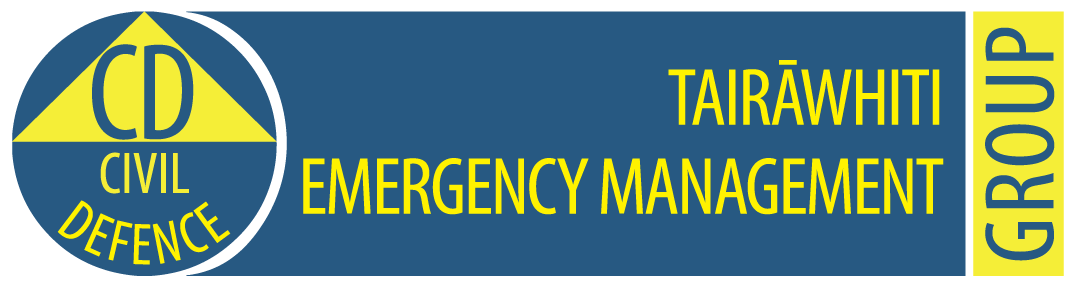 CD
CIVIL
DEFENCE
TAIRĀWHITI
EMERGENCY MANAGEMENT
GROUP